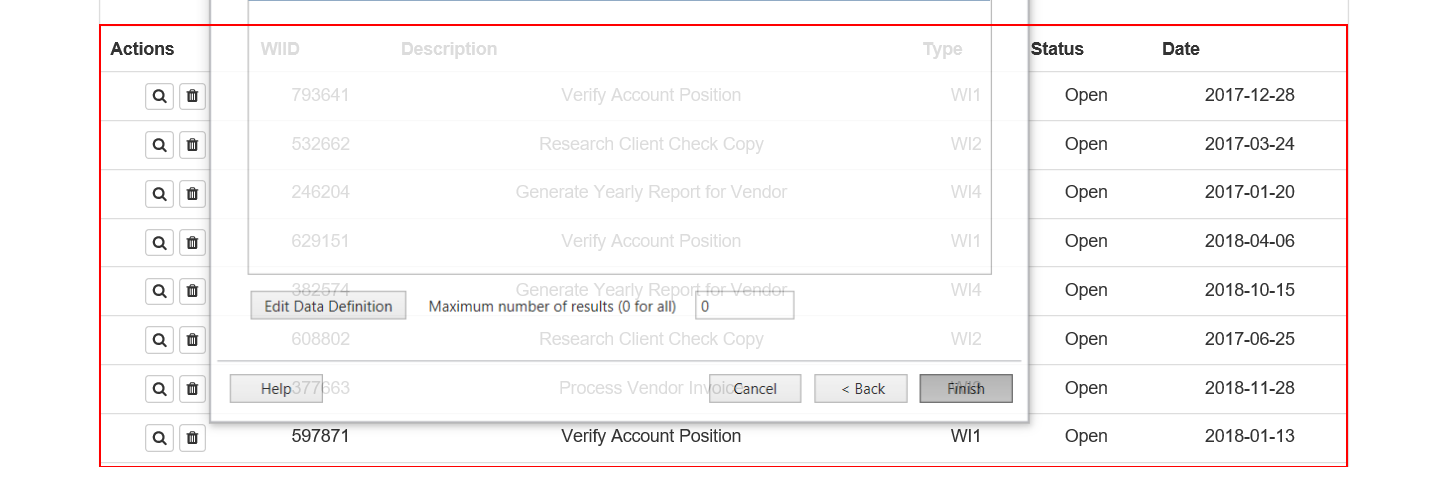 Actions WIID Description Type Status Date
793641 Verify Account Position WI1 Open 2017-12-28
532662 Research Client Check Copy WI2 Open 2017-03-24
246204 Generate Yearly Report for Vendor WI4 Open 2017-01-20
629151 Verify Account Position WI1 Open 2018-04-06
382574 Generate Yearly Report for Vendor WI4 Open 2018-10-15
Edit Data Definition Maximum number of results (0 for all) 0
608802 Research Client Check Copy WI2 Open 2017-06-25
377663 Process Vendor Invoice Open 2018-11-28
Help Cancel < Back Finish
597871 Verify Account Position WI1 Open 2018-01-13